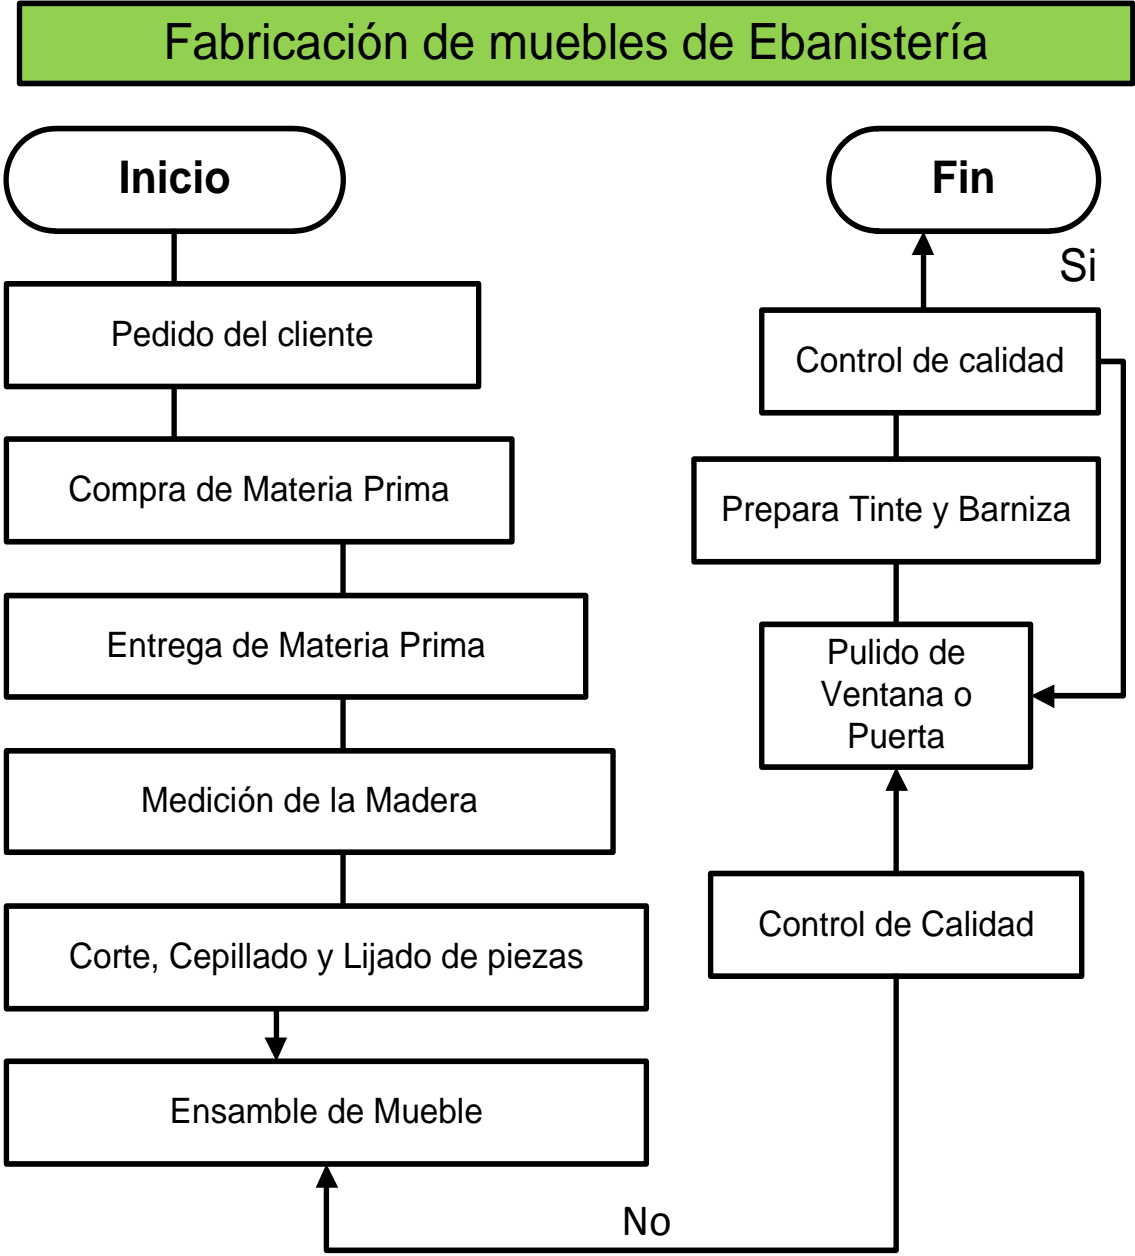 Fabricación de muebles de Ebanistería
Inicio
Pedido del cliente
Compra de Materia Prima
Entrega de Materia Prima
Medición de la Madera
Corte, Cepillado y Lijado de piezas
Ensamble de Mueble
No
Control de Calidad
Pulido de
Ventana o
Puerta
Prepara Tinte y Barniza
Control de calidad
Si
Fin